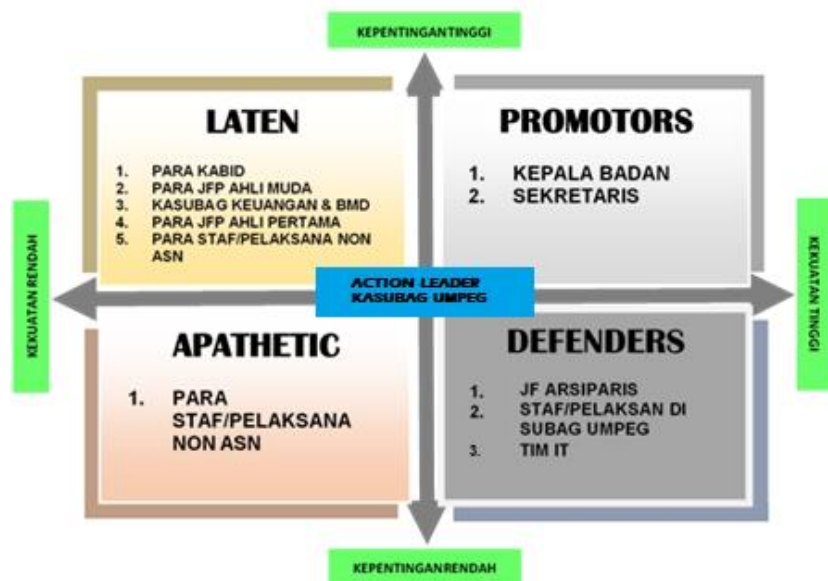 KEPENTINGANTINGGI
LATEN
1. PARA KABID
2. PARA JFP AHLI MUDA
3. KASUBAG KEUANGAN & BMD
4. PARA JFP AHLI PERTAMA
5. PARA STAF/PELAKSANA NON
ASN
PROMOTORS
1. KEPALA BADAN
2. SEKRETARIS
KEKUATAN RENDAH
ACTION LEADER
KASUBAG UMPEG
KEKUATAN TINGGI
APATHETIC
1. PARA
STAF/PELAKSANA
NON ASN
DEFENDERS
1. JF ARSIPARIS
2. STAF/PELAKSAN DI
SUBAG UMPEG
3. TIM IT
KEPENTINGANRENDAH